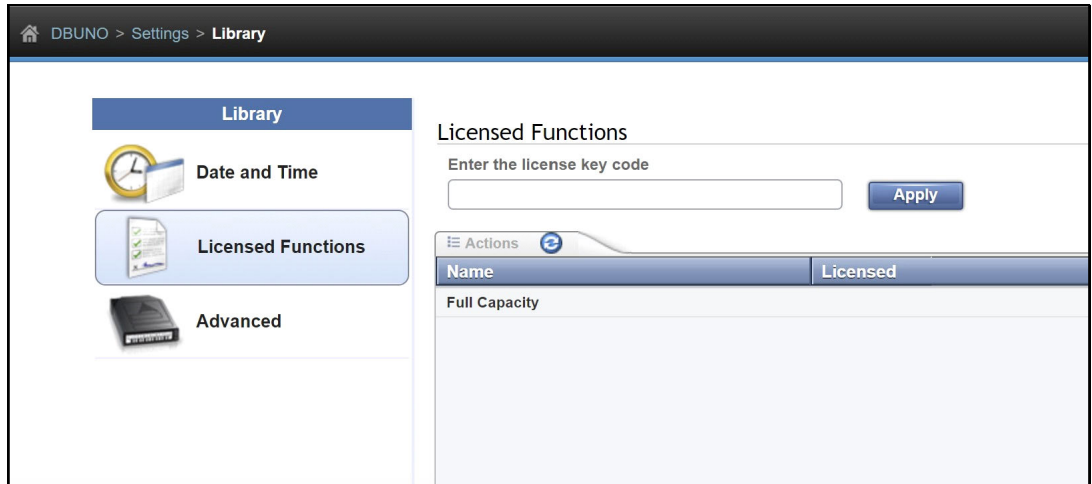 DBUNO > Settings > Library
Library
Date and Time
Licensed Functions
Advanced
Licensed Functions
Enter the license key code
Apply
Actions
Name Licensed
Full Capacity